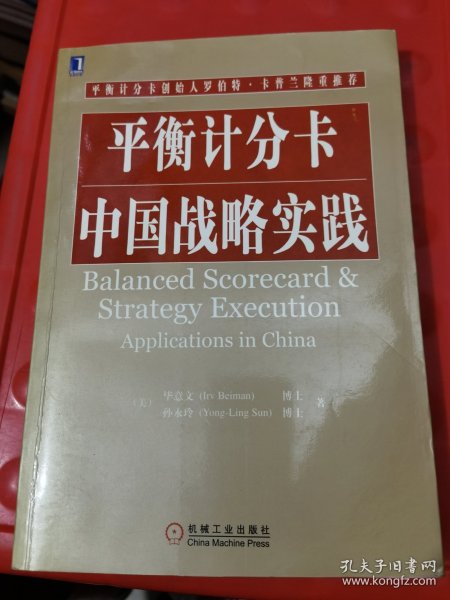 平衡计分卡创始人罗伯特·卡普兰隆重推荐
平衡计分卡
中国战略实践
Balanced Scorecard &
Strategy Execution
Applications in China
(美) 毕意文 (Irv Beiman) 博士
孙永玲 (Yong-Ling Sun) 博士 著
机械工业出版社
China Machine Press
孔夫子旧书网
www.kongfz.com